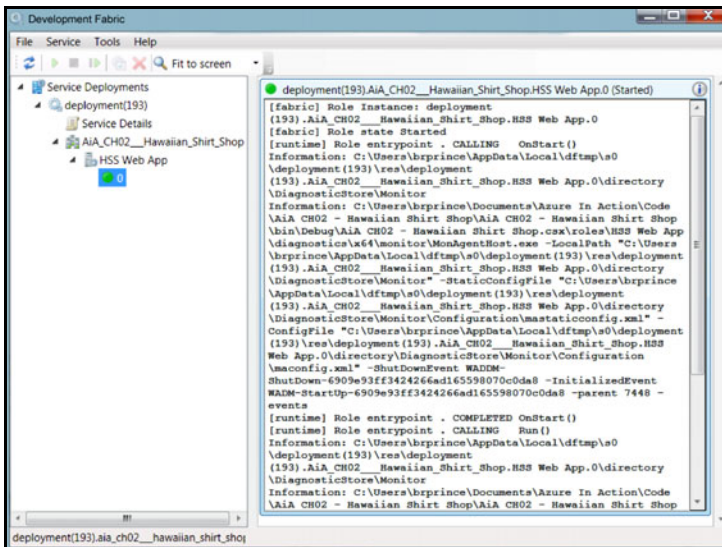 Development Fabric
File Service Tools Help
Fit to screen
Service Deployments
deployment(193)
Service Details
AiA_CH02__Hawaiian_Shirt_Shop
HSS Web App
0
deployment(193).aia_ch02__hawaiian_shirt_shop
deployment(193).AiA_CH02__Hawaiian_Shirt_Shop.HSS Web App.0 (Started)
[fabric] Role Instance: deployment
(193).AiA_CH02__Hawaiian_Shirt_Shop.HSS Web App.0
[fabric] Role state Started
[runtime] Role entrypoint . CALLING OnStart()
Information: C:\Users\brprince\AppData\Local\dftmp\s0
\deployment(193)\res\deployment
(193).AiA_CH02__Hawaiian_Shirt_Shop.HSS Web App.0\directory
\DiagnosticStore\Monitor
Information: C:\Users\brprince\Documents\Azure In Action\Code
\AiA CH02 - Hawaiian Shirt Shop\AiA CH02 - Hawaiian Shirt Shop
\bin\Debug\AiA CH02 - Hawaiian Shirt Shop.csx\roles\HSS Web App
\diagnostics\x64\monitor\MonAgentHost.exe -LocalPath "C:\Users
\brprince\AppData\Local\dftmp\s0\deployment(193)\res\deployment
(193).AiA_CH02__Hawaiian_Shirt_Shop.HSS Web App.0\directory
\DiagnosticStore\Monitor" -StaticConfigFile "C:\Users\brprince
\AppData\Local\dftmp\s0\deployment(193)\res\deployment
(193).AiA_CH02__Hawaiian_Shirt_Shop.HSS Web App.0\directory
\DiagnosticStore\Monitor\Configuration\mastaticconfig.xml" -
ConfigFile "C:\Users\brprince\AppData\Local\dftmp\s0\deployment
(193)\res\deployment(193).AiA_CH02__Hawaiian_Shirt_Shop.HSS
Web App.0\directory\DiagnosticStore\Monitor\Configuration
\maconfig.xml" -ShutDownEvent WADDM-
ShutDown-6909e93ff3424266ad165598070c0da8 -InitializedEvent
WADM-StartUp-6909e93ff3424266ad165598070c0da8 -parent 7448 -
events
[runtime] Role entrypoint . COMPLETED OnStart()
[runtime] Role entrypoint . CALLING Run()
Information: C:\Users\brprince\AppData\Local\dftmp\s0
\deployment(193)\res\deployment
(193).AiA_CH02__Hawaiian_Shirt_Shop.HSS Web App.0\directory
\DiagnosticStore\Monitor
Information: C:\Users\brprince\Documents\Azure In Action\Code
\AiA CH02 - Hawaiian Shirt Shop\AiA CH02 - Hawaiian Shirt Shop